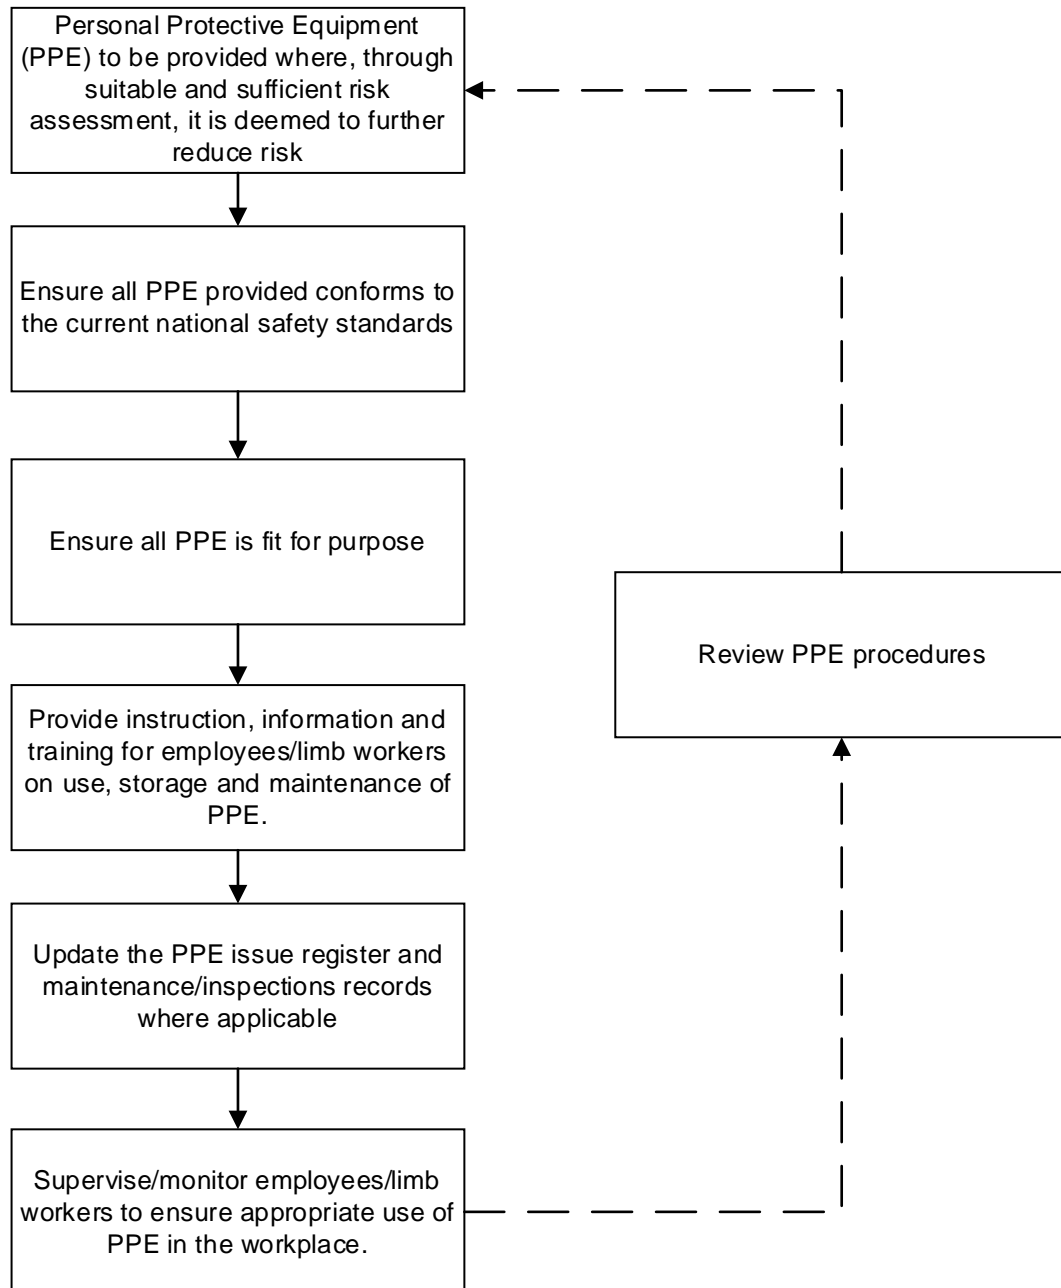 Personal Protective Equipment
(PPE) to be provided where, through
suitable and sufficient risk
assessment, it is deemed to further
reduce risk
Ensure all PPE provided conforms to
the current national safety standards
Ensure all PPE is fit for purpose
Provide instruction, information and
training for employees/limb workers
on use, storage and maintenance of
PPE.
Update the PPE issue register and
maintenance/inspections records
where applicable
Supervise/monitor employees/limb
workers to ensure appropriate use of
PPE in the workplace.
Review PPE procedures